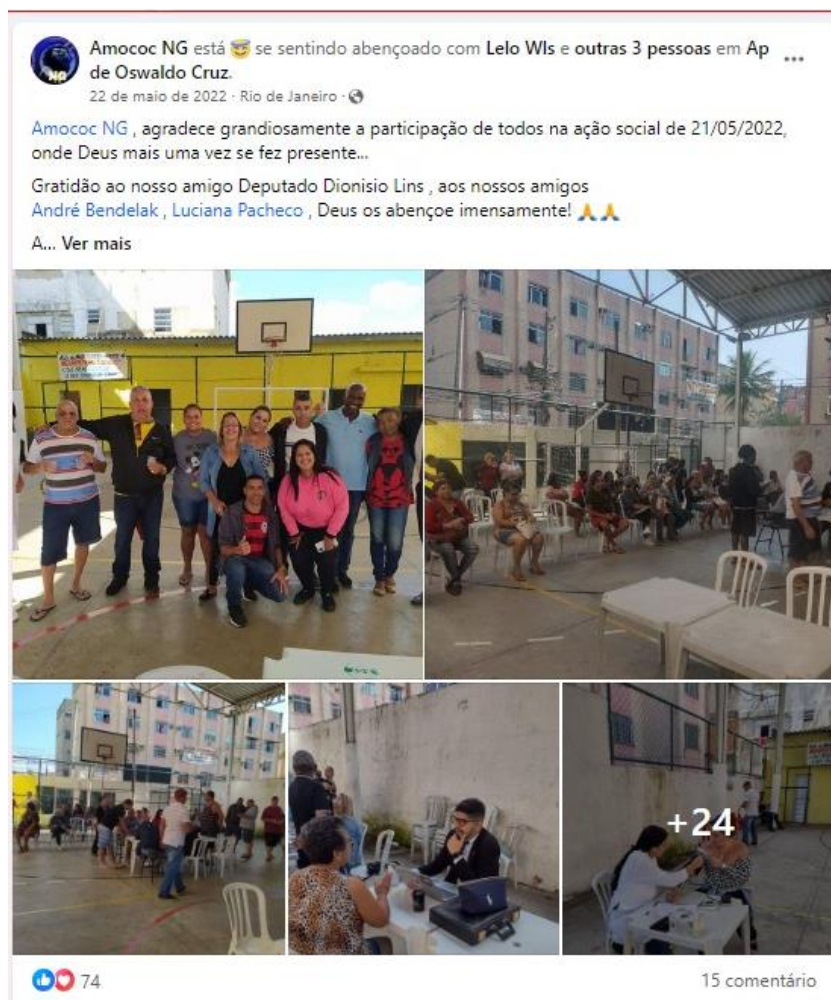 Amococ NG está se sentindo abençoado com Lelo Wls e outras 3 pessoas em Ap
de Oswaldo Cruz.
22 de maio de 2022 · Rio de Janeiro ·
Amococ NG , agradece grandiosamente a participação de todos na ação social de 21/05/2022,
onde Deus mais uma vez se fez presente...
Gratidão ao nosso amigo Deputado Dionisio Lins , aos nossos amigos
André Bendelak , Luciana Pacheco , Deus os abençoe imensamente!
A... Ver mais
+24
74
15 comentário